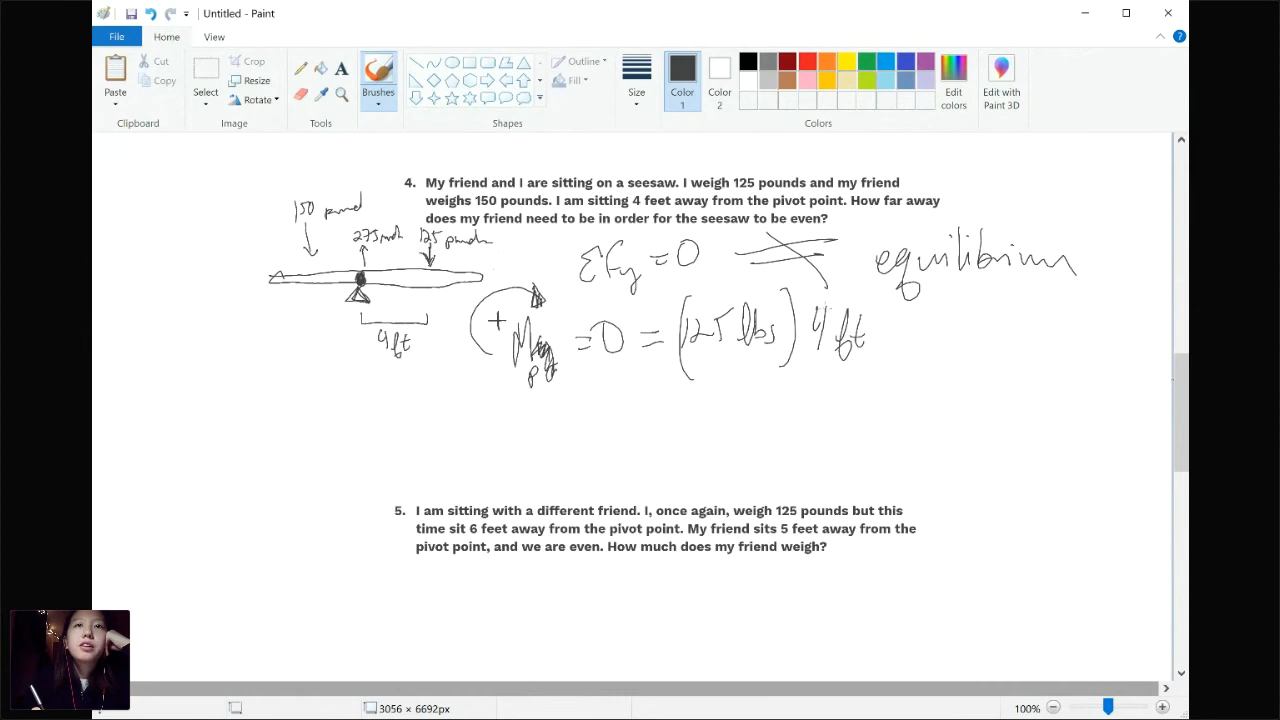 Untitled - Paint
File
Home
View
Paste
Cut
Copy
Clipboard
Select
Crop
Resize
Rotate
Image
Tools
Brushes
Shapes
Outline
Fill
Size
Color 1
Color 2
Edit colors
Edit with Paint 3D
Colors
4. My friend and I are sitting on a seesaw. I weigh 125 pounds and my friend
weighs 150 pounds. I am sitting 4 feet away from the pivot point. How far away
does my friend need to be in order for the seesaw to be even?
150 pound
275
125 pounds
4ft
ΣFy = 0
equilibrium
+ M = 0 = (125 lbs) 4 ft
5. I am sitting with a different friend. I, once again, weigh 125 pounds but this
time sit 6 feet away from the pivot point. My friend sits 5 feet away from the
pivot point, and we are even. How much does my friend weigh?
3056 × 6692px
100%